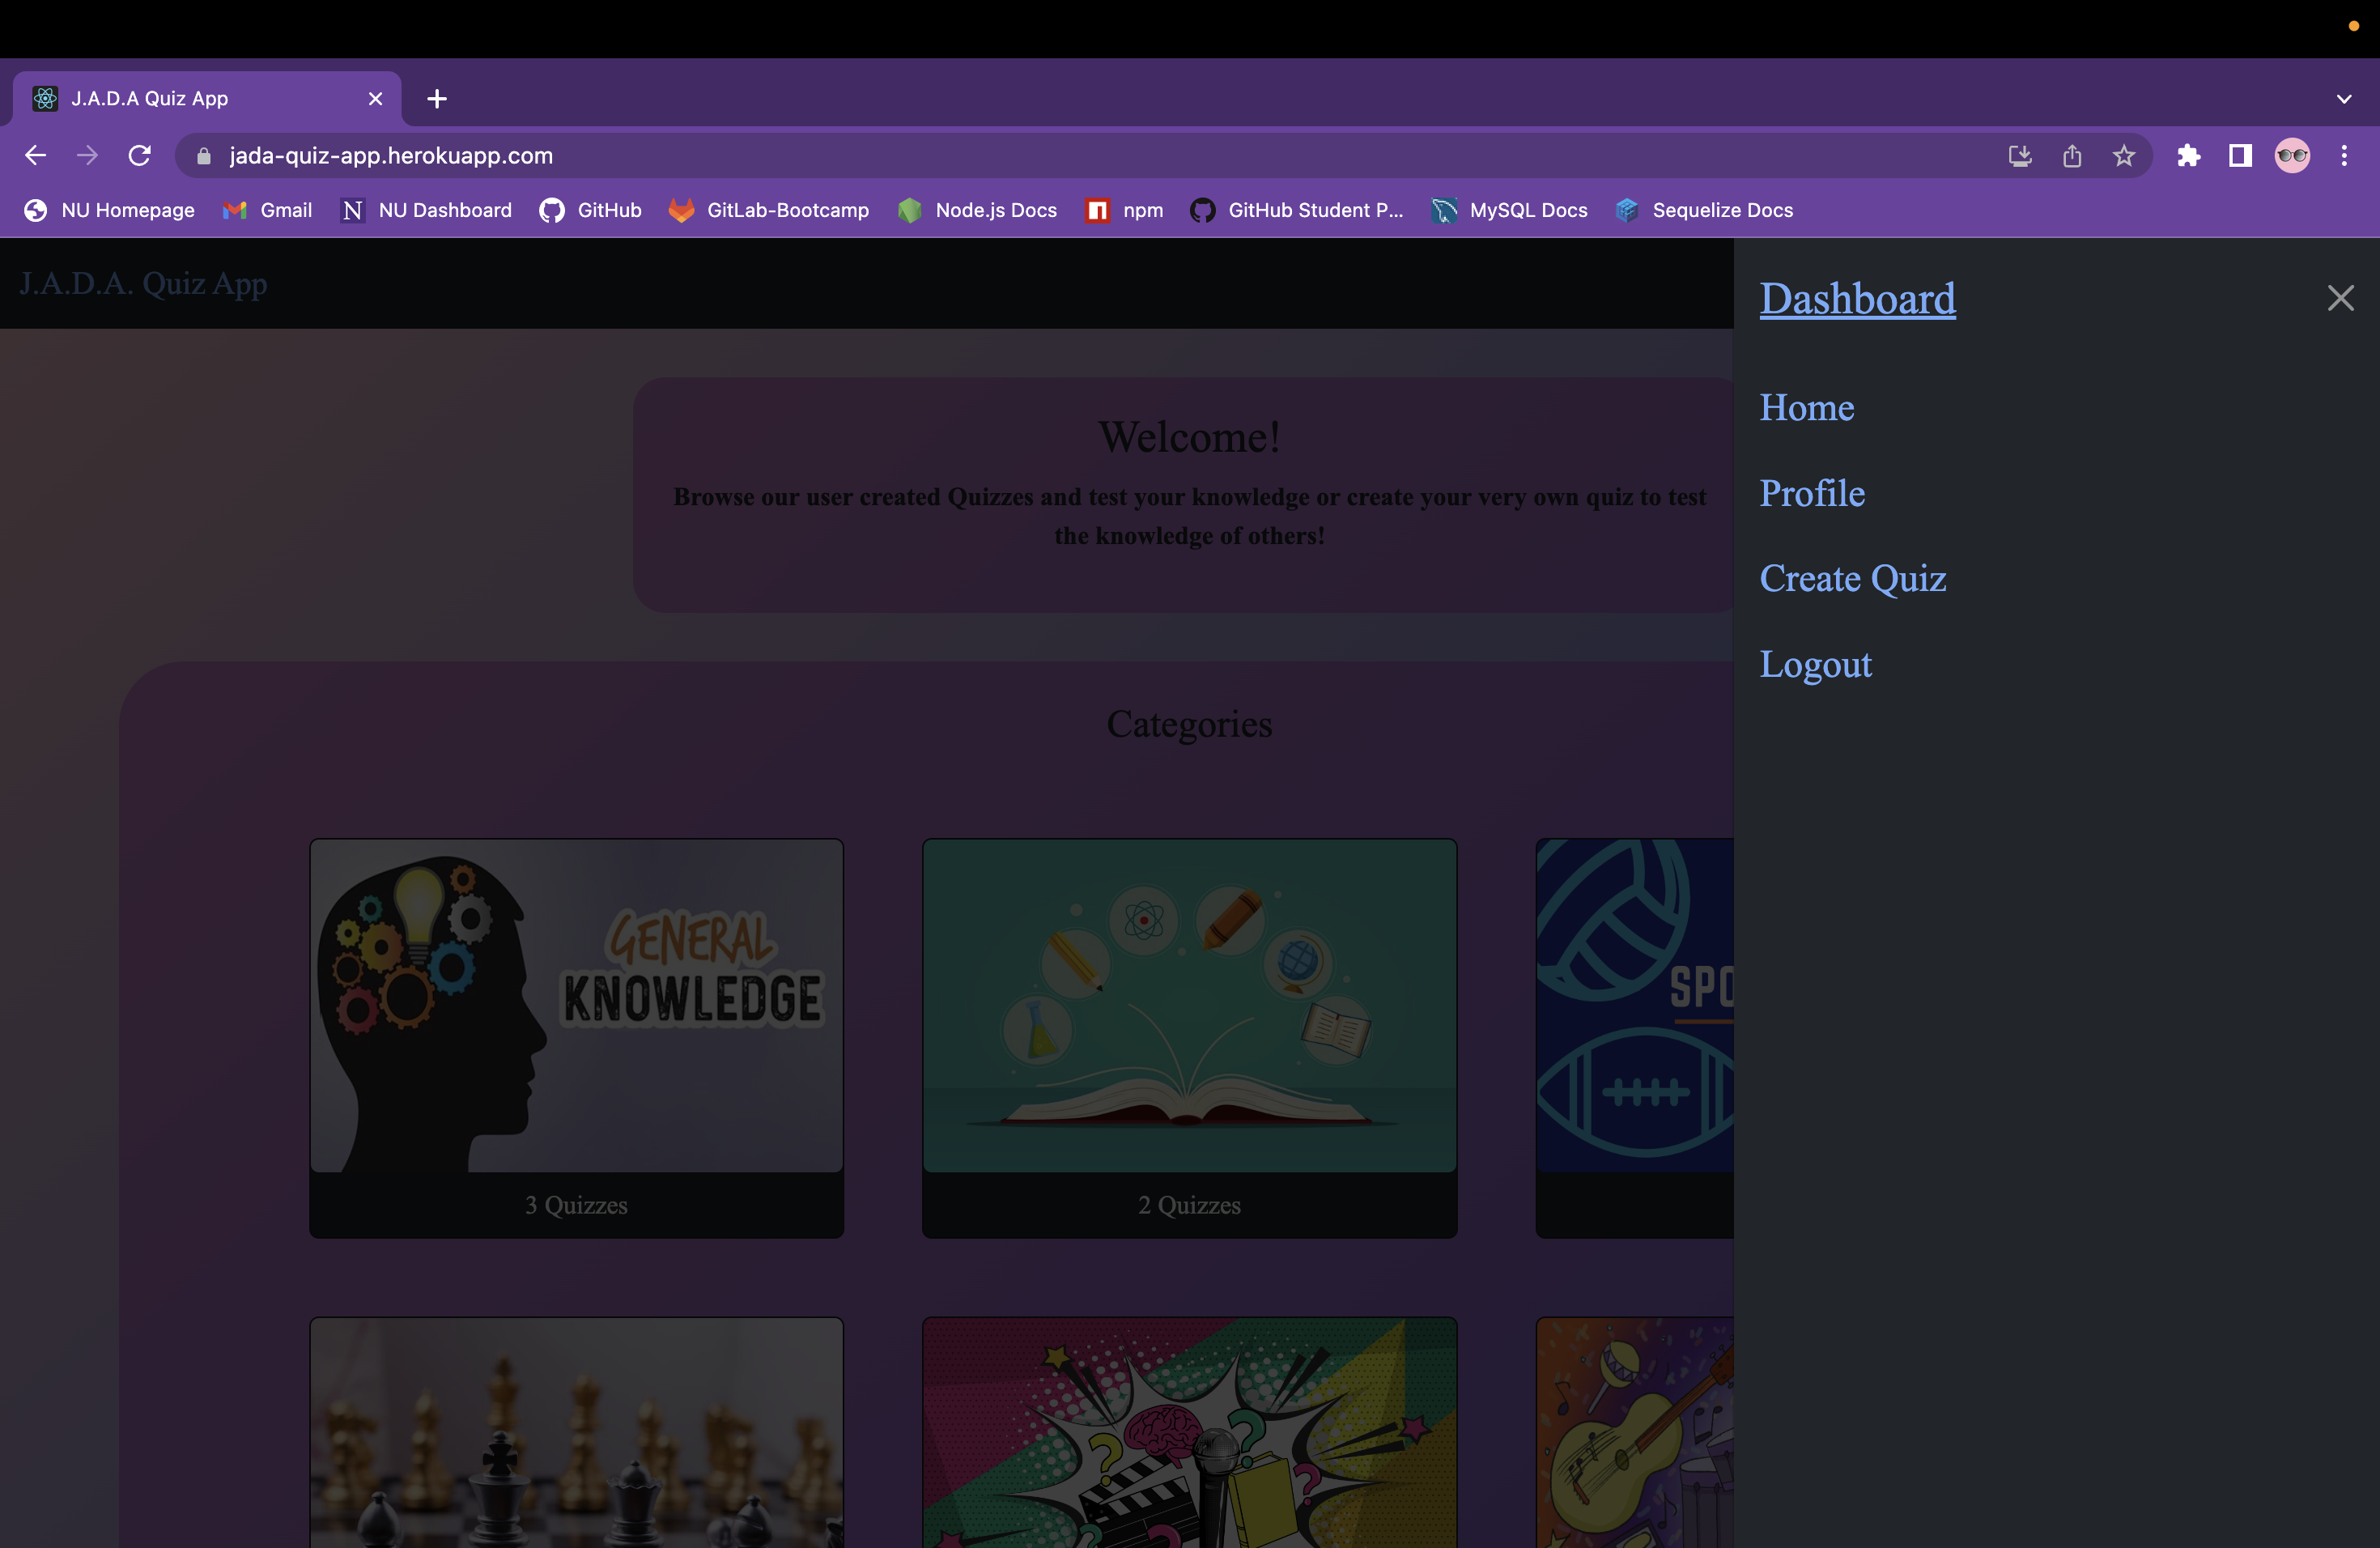 J.A.D.A Quiz App
jada-quiz-app.herokuapp.com
NU Homepage
Gmail
N
NU Dashboard
GitHub
GitLab-Bootcamp
Node.js Docs
npm
GitHub Student P...
MySQL Docs
Sequelize Docs
J.A.D.A. Quiz App
Welcome!
Browse our user created Quizzes and test your knowledge or create your very own quiz to test
the knowledge of others!
Categories
GENERAL
KNOWLEDGE
SPO
3 Quizzes
2 Quizzes
Dashboard
Home
Profile
Create Quiz
Logout